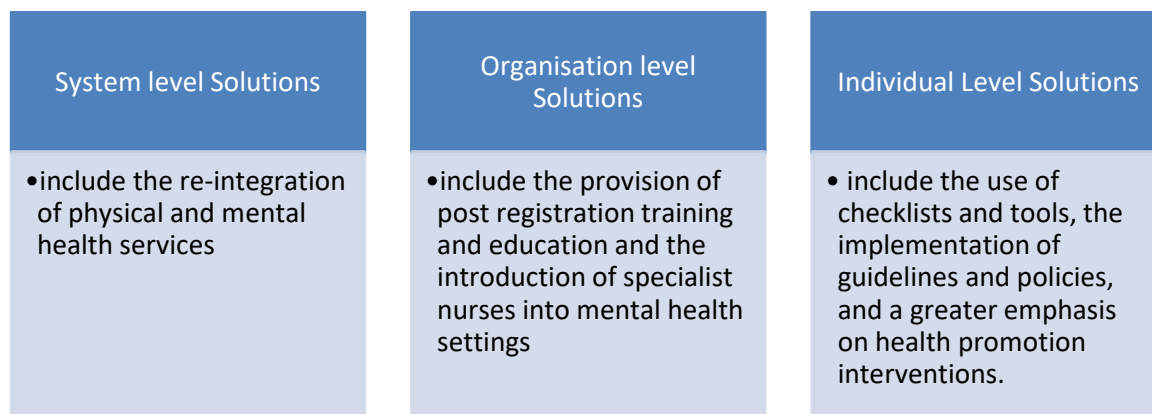 System level Solutions
•include the re-integration
of physical and mental
health services
Organisation level
Solutions
•include the provision of
post registration training
and education and the
introduction of specialist
nurses into mental health
settings
Individual Level Solutions
• include the use of
checklists and tools, the
implementation of
guidelines and policies,
and a greater emphasis
on health promotion
interventions.